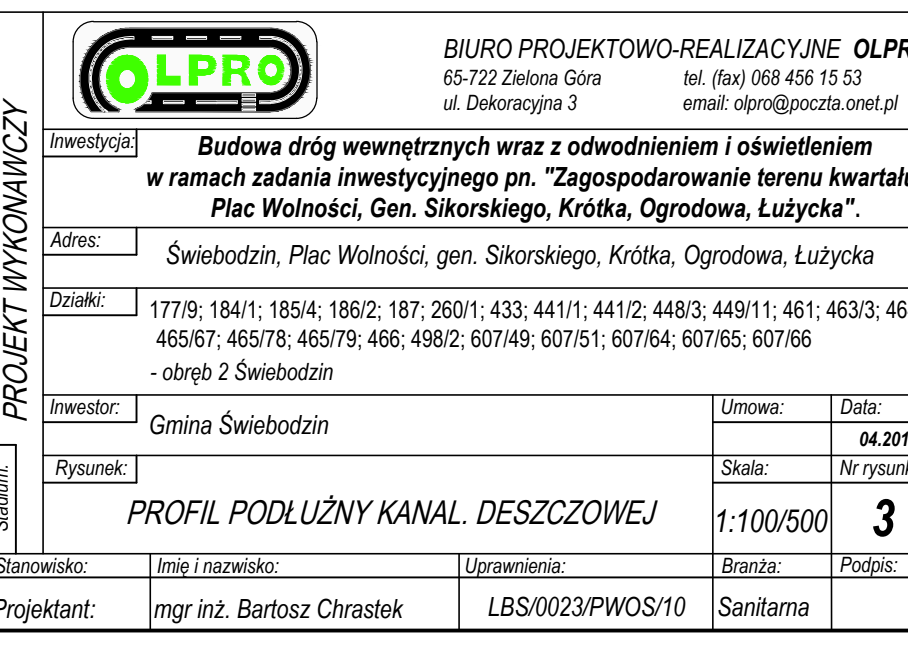 OLPRO
BIURO PROJEKTOWO-REALIZACYJNE OLPR
65-722 Zielona Góra tel. (fax) 068 456 15 53
ul. Dekoracyjna 3 email: olpro@poczta.onet.pl
PROJEKT WYKONAWCZY
Stadium:
Inwestycja:
Budowa dróg wewnętrznych wraz z odwodnieniem i oświetleniem
w ramach zadania inwestycyjnego pn. "Zagospodarowanie terenu kwartału
Plac Wolności, Gen. Sikorskiego, Krótka, Ogrodowa, Łużycka".
Adres:
Świebodzin, Plac Wolności, gen. Sikorskiego, Krótka, Ogrodowa, Łużycka
Działki:
177/9; 184/1; 185/4; 186/2; 187; 260/1; 433; 441/1; 441/2; 448/3; 449/11; 461; 463/3; 46
465/67; 465/78; 465/79; 466; 498/2; 607/49; 607/51; 607/64; 607/65; 607/66
- obręb 2 Świebodzin
Inwestor:
Gmina Świebodzin
Umowa:
Data:
04.201
Rysunek:
PROFIL PODŁUŻNY KANAL. DESZCZOWEJ
Skala:
1:100/500
Nr rysunk
3
Stanowisko: Imię i nazwisko: Uprawnienia: Branża: Podpis:
Projektant: mgr inż. Bartosz Chrastek LBS/0023/PWOS/10 Sanitarna